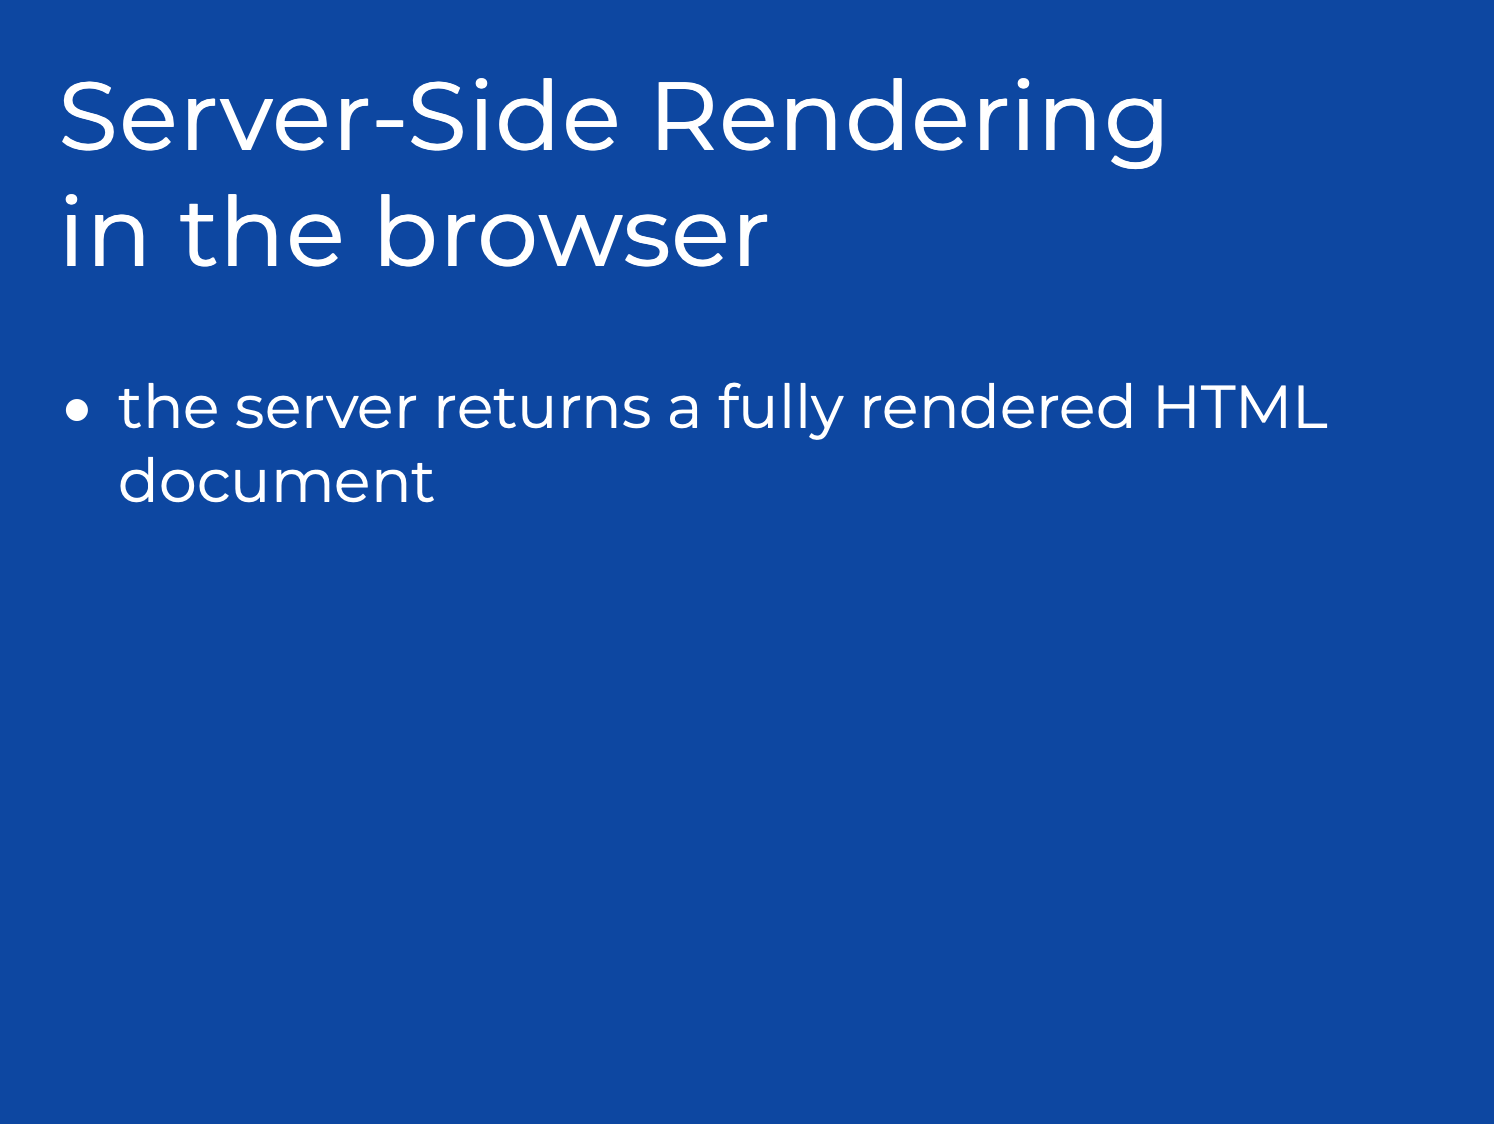 Server-Side Rendering
in the browser
• the server returns a fully rendered HTML
document